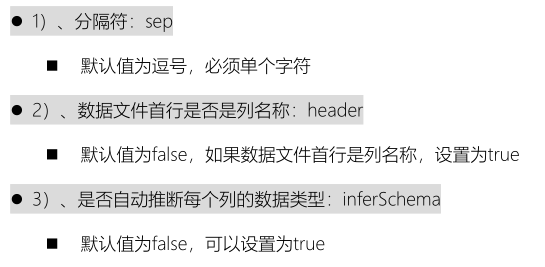 ● 1）、分隔符：sep
■ 默认值为逗号，必须单个字符
● 2）、数据文件首行是否是列名称：header
■ 默认值为false，如果数据文件首行是列名称，设置为true
● 3）、是否自动推断每个列的数据类型：inferSchema
■ 默认值为false，可以设置为true